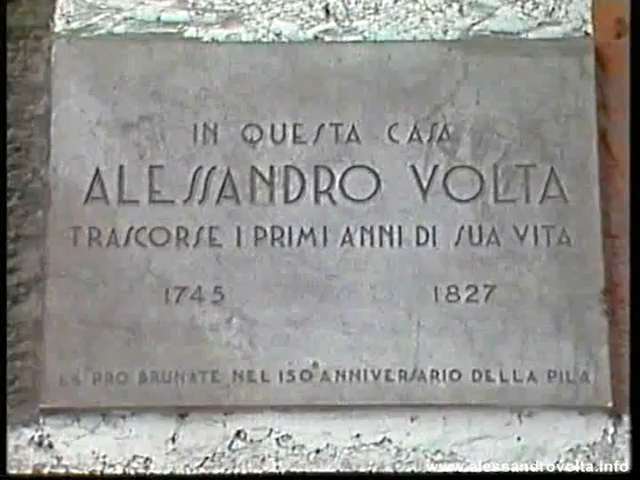 IN QUESTA CASA
ALESSANDRO VOLTA
TRASCORSE I PRIMI ANNI DI SUA VITA
1745 1827
LA PRO BRUNATE NEL 150° ANNIVERSARIO DELLA PILA
www.alessandrovolta.info